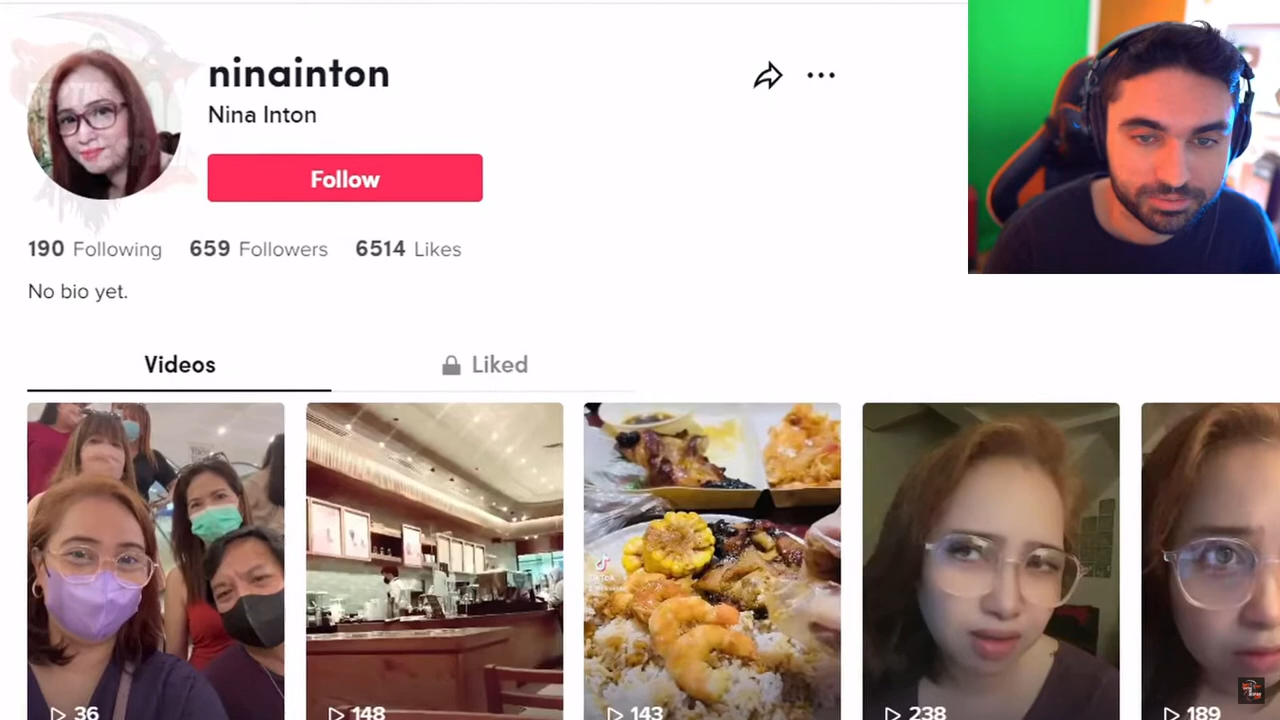 ninainton
Nina Inton
Follow
190 Following 659 Followers 6514 Likes
No bio yet.
Videos
Liked
TikTok
36
148
143
238
189